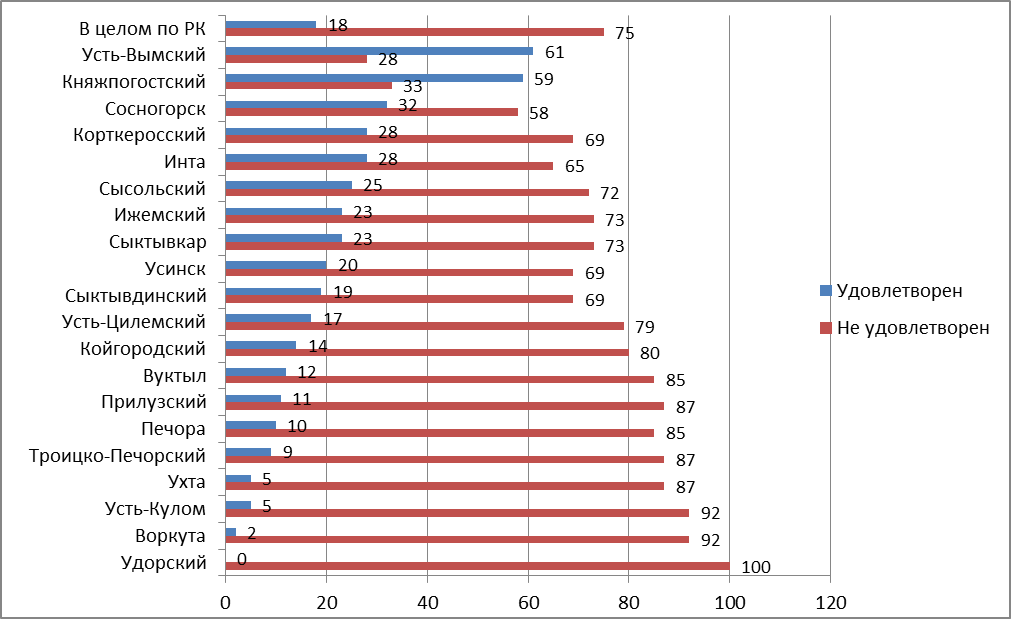 В целом по РК 18 75
Усть-Вымский 61 28
Княжпогостский 59 33
Сосногорск 32 58
Корткеросский 28 69
Инта 28 65
Сысольский 25 72
Ижемский 23 73
Сыктывкар 23 73
Усинск 20 69
Сыктывдинский 19 69
Усть-Цилемский 17 79
Койгородский 14 80
Вуктыл 12 85
Прилузский 11 87
Печора 10 85
Троицко-Печорский 9 87
Ухта 5 87
Усть-Кулом 5 92
Воркута 2 92
Удорский 0 100
0 20 40 60 80 100 120
Удовлетворен
Не удовлетворен